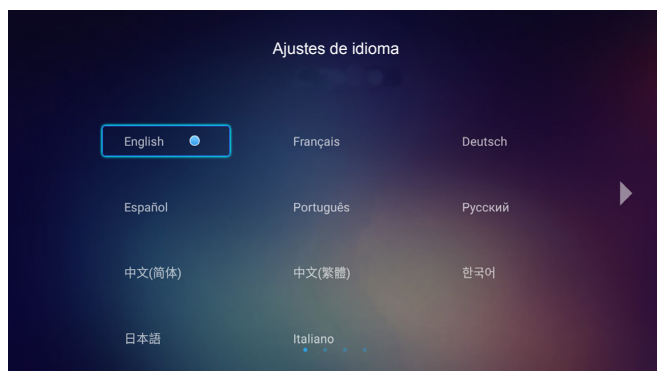 Ajustes de idioma
English Français Deutsch
Español Português Русский
中文(简体) 中文(繁體) 한국어
日本語 Italiano